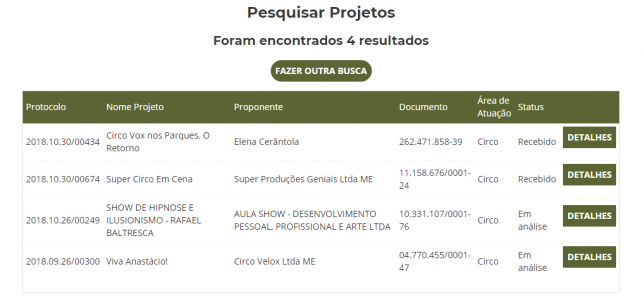 Pesquisar Projetos
Foram encontrados 4 resultados
FAZER OUTRA BUSCA
Protocolo Nome Projeto Proponente Documento Área de Atuação Status
2018.10.30/00434 Circo Vox nos Parques, O Retorno Elena Cerântola 262.471.858-39 Circo Recebido DETALHES
2018.10.30/00674 Super Circo Em Cena Super Produções Geniais Ltda ME 11.158.676/0001-24 Circo Recebido DETALHES
2018.10.26/00249 SHOW DE HIPNOSE E ILUSIONISMO - RAFAEL BALTRESCA AULA SHOW - DESENVOLVIMENTO PESSOAL, PROFISSIONAL E ARTE LTDA 10.331.107/0001-76 Circo Em análise DETALHES
2018.09.26/00300 Viva Anastácio! Circo Velox Ltda ME 04.770.455/0001-47 Circo Em análise DETALHES